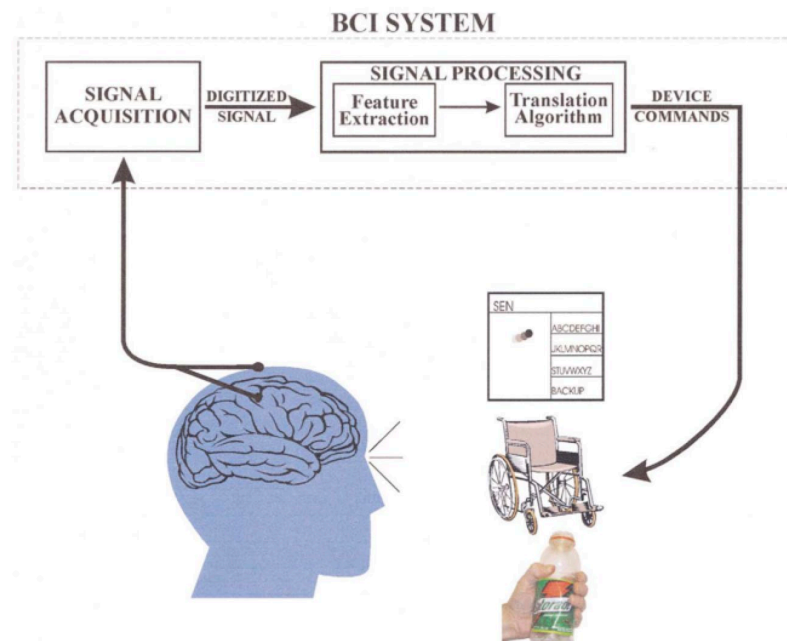 BCI SYSTEM
SIGNAL
ACQUISITION
DIGITIZED
SIGNAL
SIGNAL PROCESSING
Feature
Extraction
Translation
Algorithm
DEVICE
COMMANDS
SEN
ABCDEFGHI
JKLMNOPQR
STUVWXYZ
BACKUP